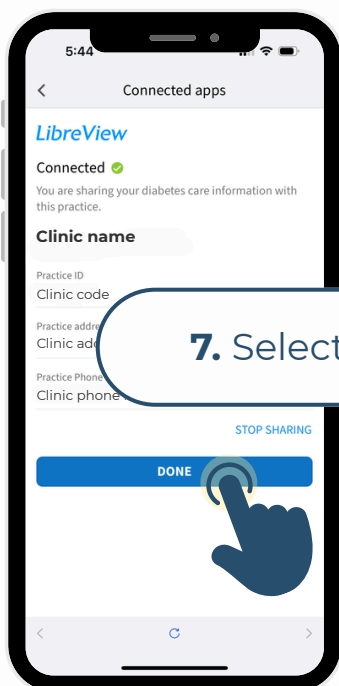 5:44
Connected apps
LibreView
Connected
You are sharing your diabetes care information with
this practice.
Clinic name
Practice ID
Clinic code
Practice addre
Clinic add
7. Select
Practice Phone
Clinic phone
STOP SHARING
DONE